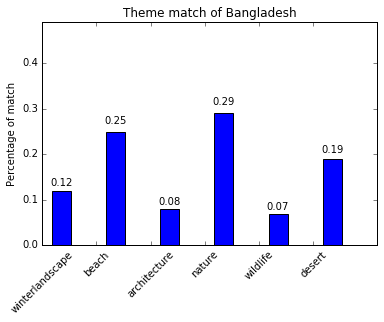 Theme match of Bangladesh
Percentage of match
0.4
0.3
0.2
0.1
0.0
0.12
0.25
0.08
0.29
0.07
0.19
winterlandscape
beach
architecture
nature
wildlife
desert